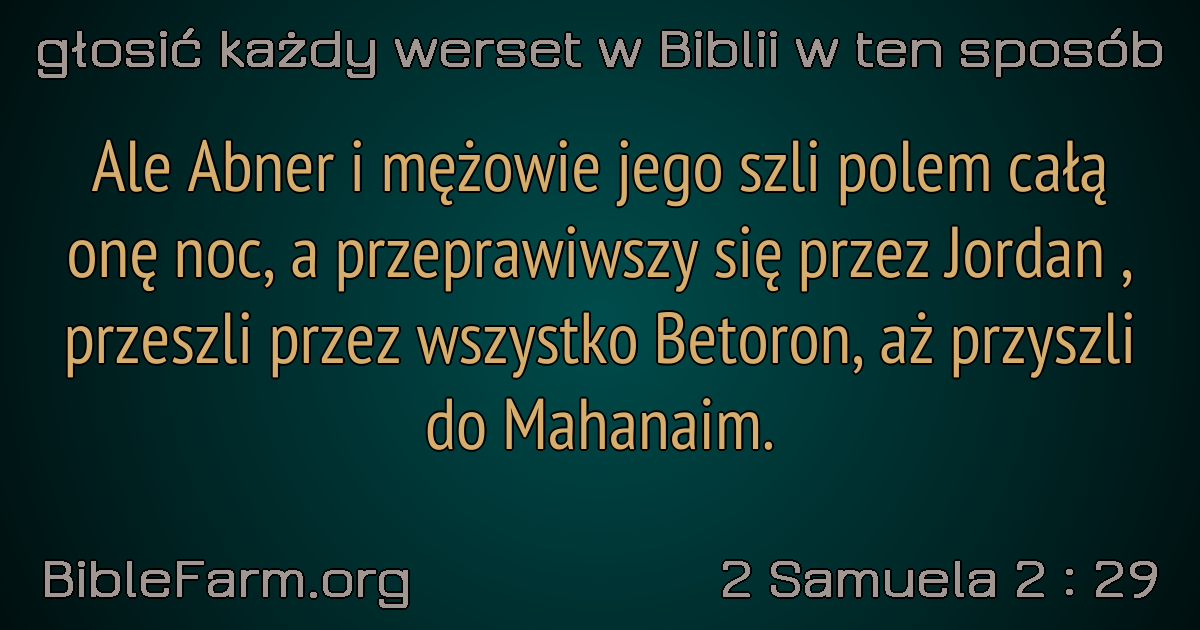 głosić każdy werset w Biblii w ten sposób
Ale Abner i mężowie jego szli polem całą
onę noc, a przeprawiwszy się przez Jordan ,
przeszli przez wszystko Betoron, aż przyszli
do Mahanaim.
BibleFarm.org
2 Samuela 2 : 29